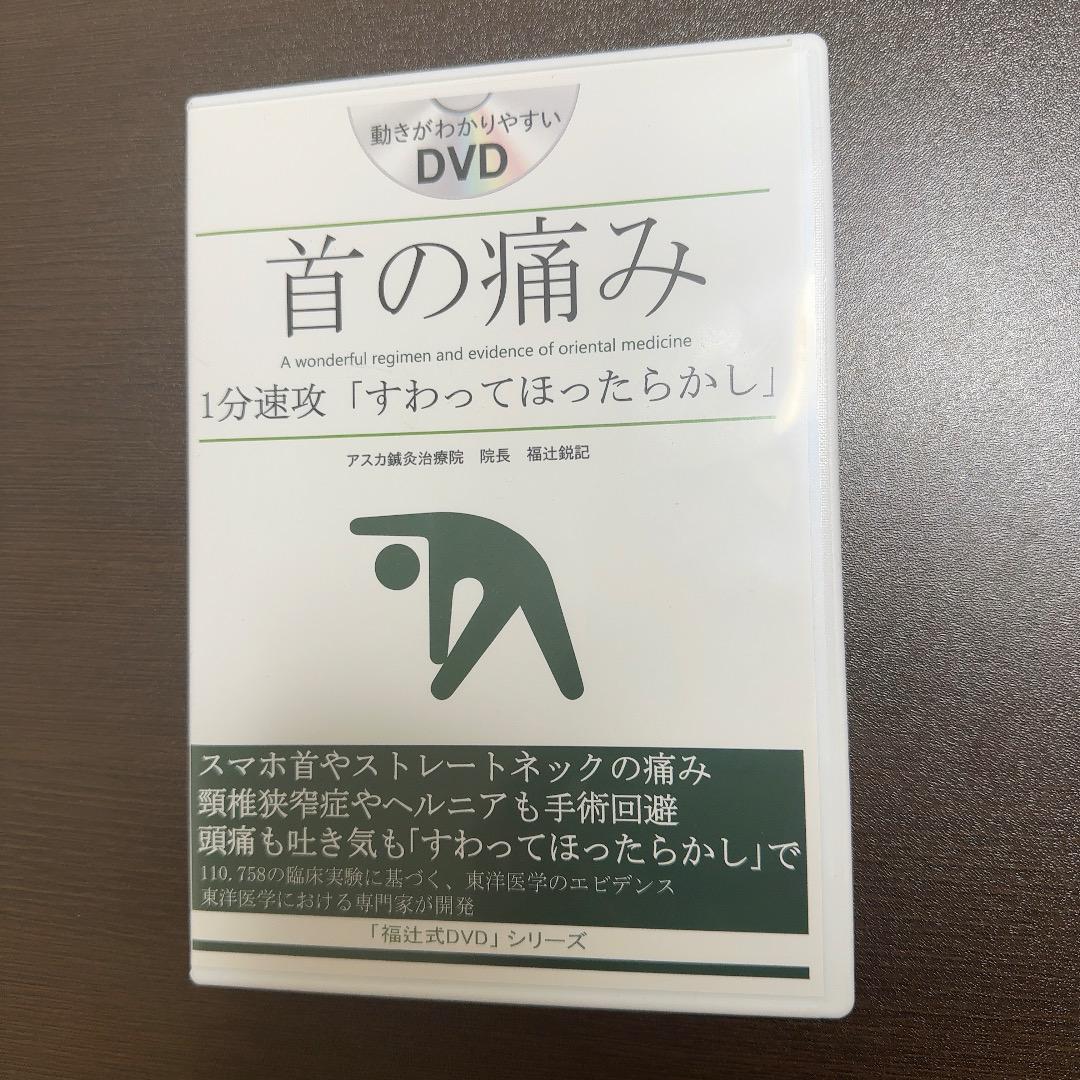 動きがわかりやすい
DVD
首の痛み
A wonderful regimen and evidence of oriental medicine
1分速攻「すわってほったらかし」
アスカ鍼灸治療院　院長　福辻鋭記
スマホ首やストレートネックの痛み
頸椎狭窄症やヘルニアも手術回避
頭痛も吐き気も「すわってほったらかし」で
110.758の臨床実験に基づく、東洋医学のエビデンス
東洋医学における専門家が開発
「福辻式DVD」シリーズ